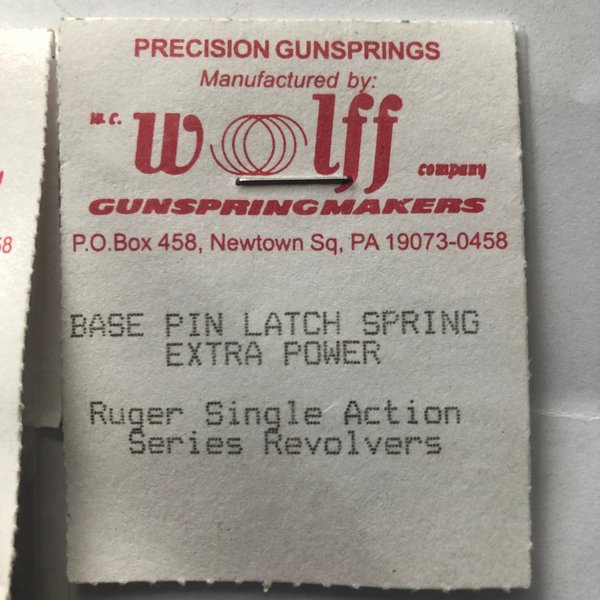 PRECISION GUNSPRINGS
Manufactured by:
w.c. wolff company
GUNSPRINGMAKERS
P.O.Box 458, Newtown Sq, PA 19073-0458
BASE PIN LATCH SPRING
EXTRA POWER
Ruger Single Action
Series Revolvers